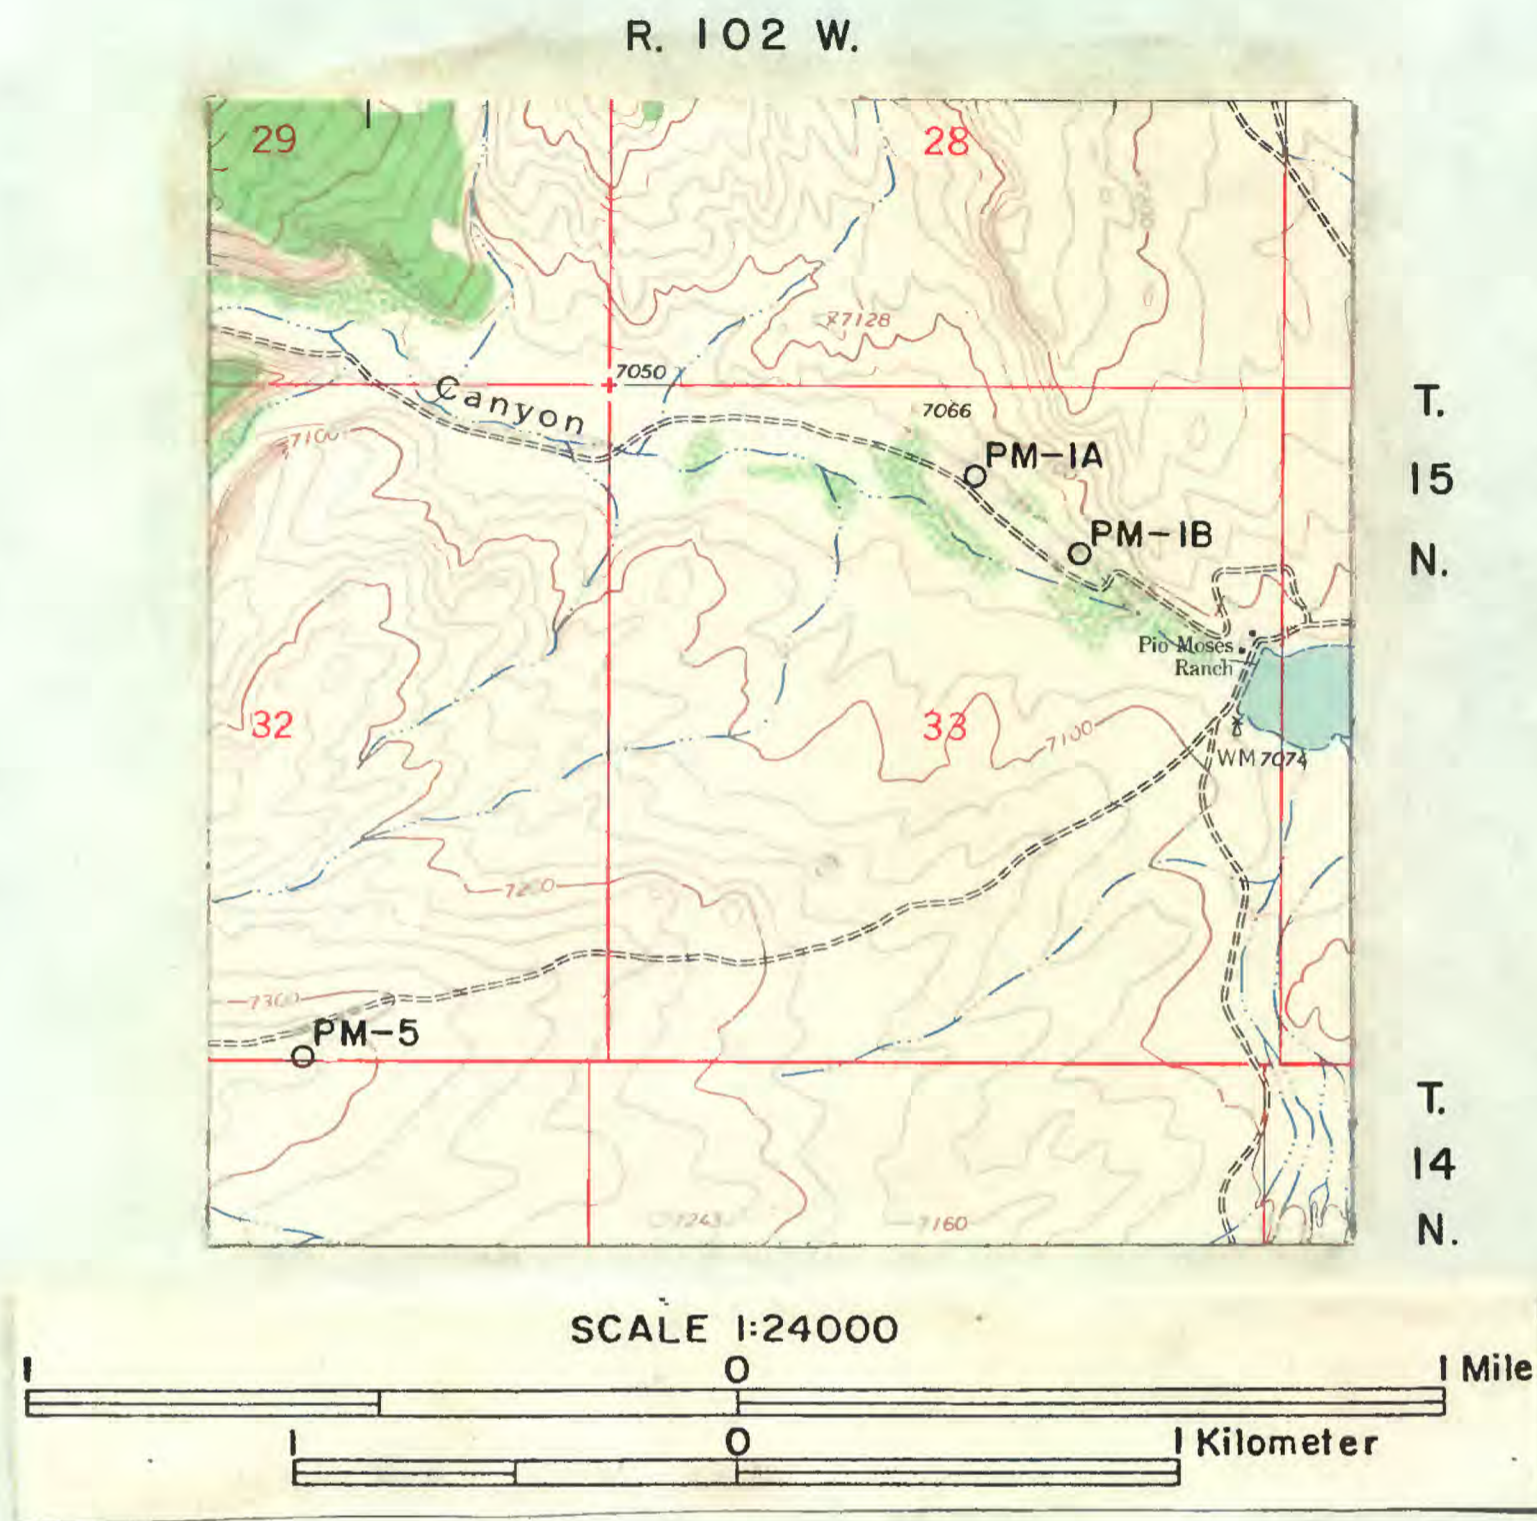 R. 102 W.
29
28
7128
7050
Canyon
7066
7100
PM-1A
T.
15
N.
PM-1B
Pio Moses
Ranch
32
33
7100
WM 7074
7200
7300
PM-5
T.
14
N.
7243
7160
SCALE 1:24000
1 0 1 Mile
1 0 1 Kilometer